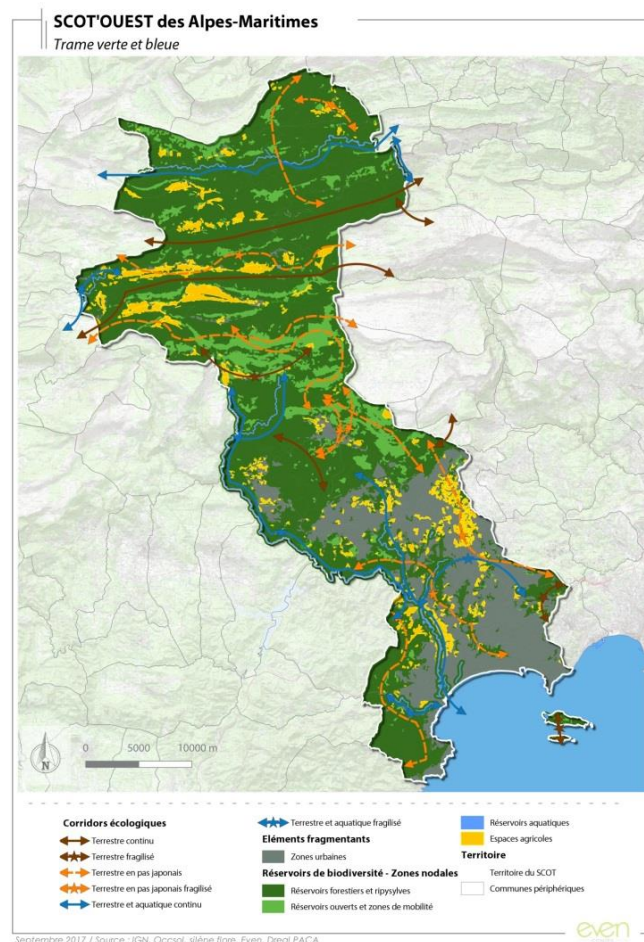 SCOT'OUEST des Alpes-Maritimes
Trame verte et bleue
N
0 5000 10000 m
Corridors écologiques
Terrestre continu
Terrestre fragilisé
Terrestre en pas japonais
Terrestre en pas japonais fragilisé
Terrestre et aquatique continu
Terrestre et aquatique fragilisé
Eléments fragmentants
Zones urbaines
Réservoirs de biodiversité - Zones nodales
Réservoirs forestiers et ripysylves
Réservoirs ouverts et zones de mobilité
Réservoirs aquatiques
Espaces agricoles
Territoire
Territoire du SCOT
Communes périphériques
Septembre 2017 / Source : IGN, Occsol, silène flore, Even, Dreal PACA
even